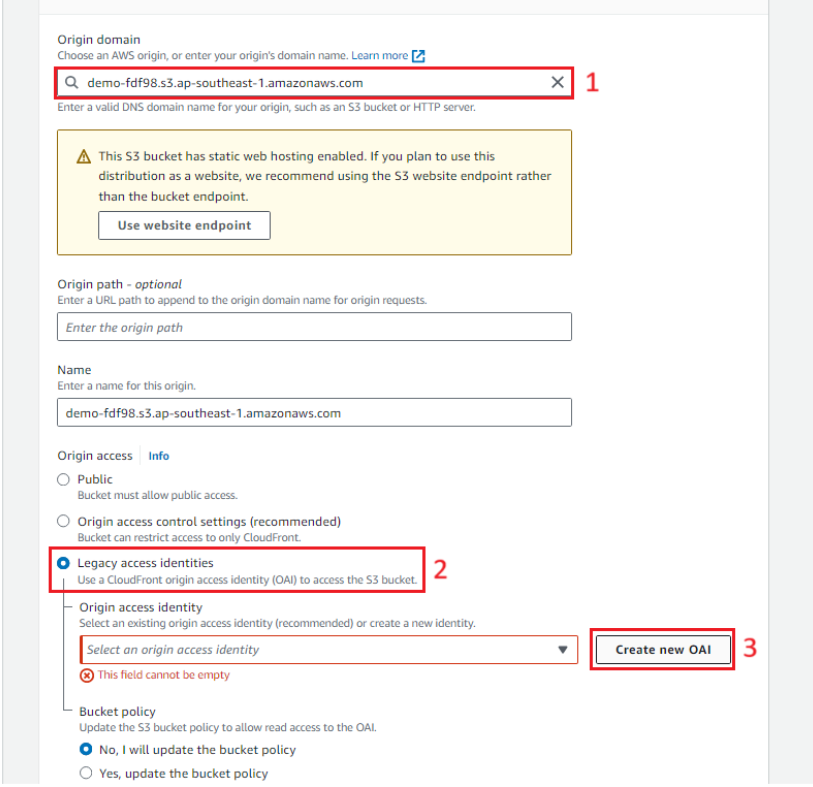 Origin domain
Choose an AWS origin, or enter your origin's domain name. Learn more
demo-fdf98.s3.ap-southeast-1.amazonaws.com
1
Enter a valid DNS domain name for your origin, such as an S3 bucket or HTTP server.
This S3 bucket has static web hosting enabled. If you plan to use this
distribution as a website, we recommend using the S3 website endpoint rather
than the bucket endpoint.
Use website endpoint
Origin path - optional
Enter a URL path to append to the origin domain name for origin requests.
Enter the origin path
Name
Enter a name for this origin.
demo-fdf98.s3.ap-southeast-1.amazonaws.com
Origin access Info
Public
Bucket must allow public access.
Origin access control settings (recommended)
Bucket can restrict access to only CloudFront.
Legacy access identities
Use a CloudFront origin access identity (OAI) to access the S3 bucket.
2
Origin access identity
Select an existing origin access identity (recommended) or create a new identity.
Select an origin access identity
Create new OAI
3
This field cannot be empty
Bucket policy
Update the S3 bucket policy to allow read access to the OAI.
No, I will update the bucket policy
Yes, update the bucket policy